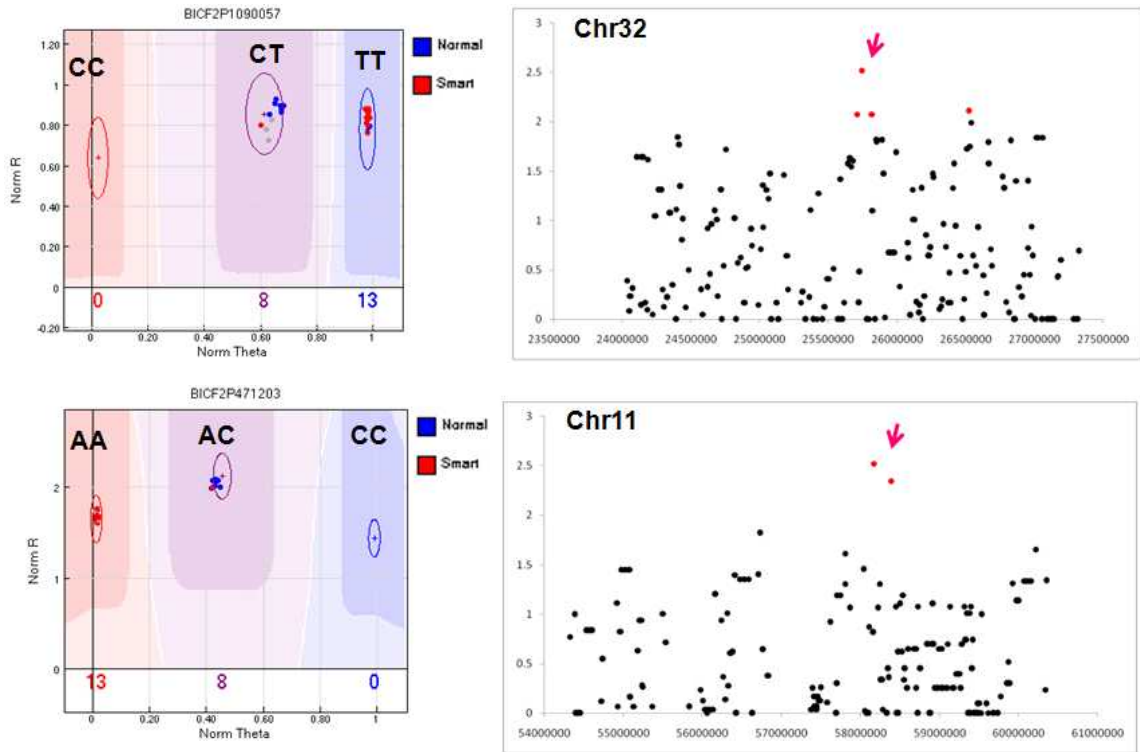 BICF2P1090057
CC CT TT
Normal
Smart
Norm R
1.20
1
0.80
0.60
0.40
0.20
0
-0.20
0 8 13
0 0.20 0.40 0.60 0.80 1
Norm Theta
Chr32
3
2.5
2
1.5
1
0.5
0
23500000 24000000 24500000 25000000 25500000 26000000 26500000 27000000 27500000
BICF2P471203
AA AC CC
Normal
Smart
Norm R
2
1
0
13 8 0
0 0.20 0.40 0.60 0.80 1
Norm Theta
Chr11
3
2.5
2
1.5
1
0.5
0
54000000 55000000 56000000 57000000 58000000 59000000 60000000 61000000